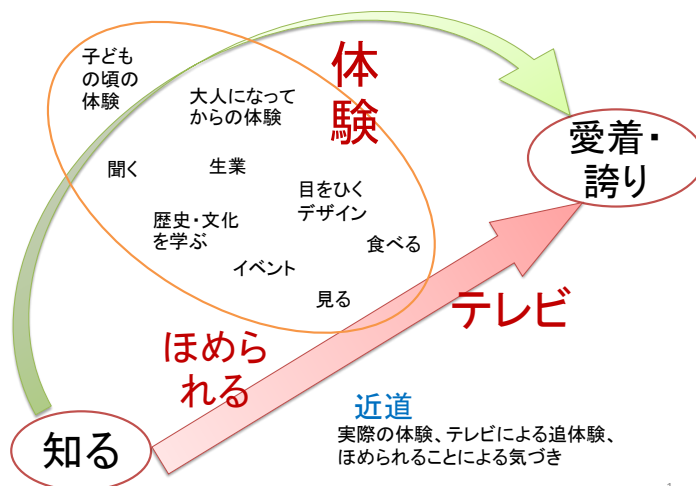 子ども
の頃の
体験
大人になって
からの体験
体
験
愛着・
誇り
聞く
生業
目をひく
デザイン
歴史・文化
を学ぶ
食べる
イベント
見る
テレビ
ほめら
れる
近道
知る
実際の体験、テレビによる追体験、
ほめられることによる気づき
1